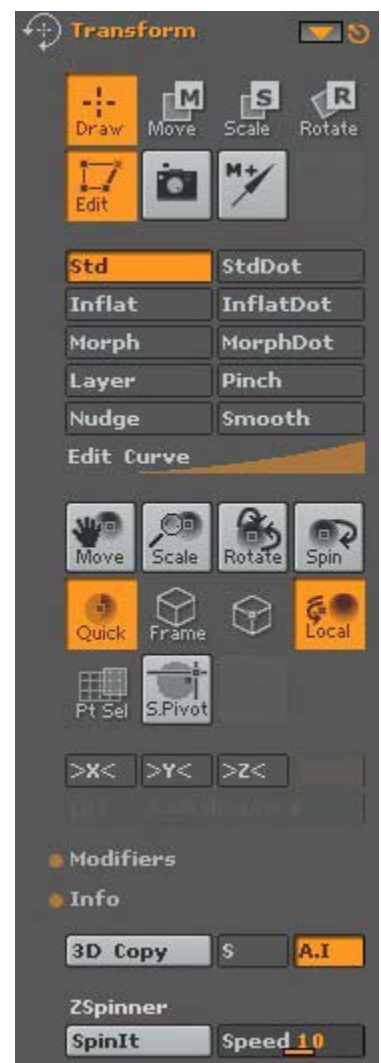 Transform
M S R
Draw Move Scale Rotate
M+
Edit
Std StdDot
Inflat InflatDot
Morph MorphDot
Layer Pinch
Nudge Smooth
Edit Curve
Move Scale Rotate Spin
Quick Frame Local
Pt Sel S.Pivot
>X< >Y< >Z<
Modifiers
Info
3D Copy S A.I
ZSpinner
SpinIt Speed 10